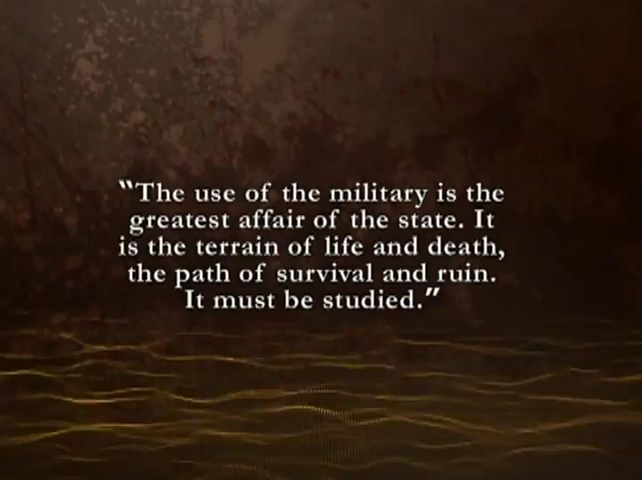 “The use of the military is the
greatest affair of the state. It
is the terrain of life and death,
the path of survival and ruin.
It must be studied.”